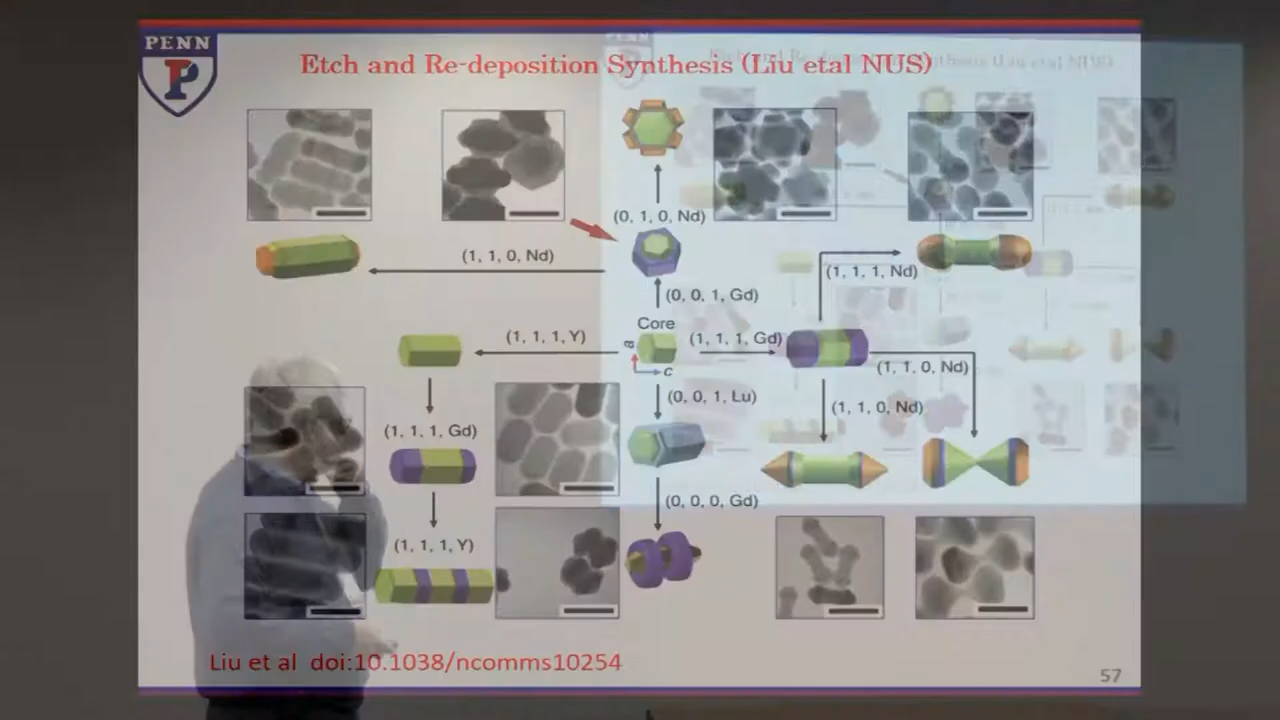 PENN
Etch and Re-deposition Synthesis (Liu etal NUS)
(0, 1, 0, Nd)
(1, 1, 0, Nd)
(1, 1, 1, Nd)
(0, 0, 1, Gd)
Core
(1, 1, 1, Y)
(1, 1, 1, Gd)
a
c
(1, 1, 0, Nd)
(0, 0, 1, Lu)
(1, 1, 0, Nd)
(1, 1, 1, Gd)
(0, 0, 0, Gd)
(1, 1, 1, Y)
Liu et al doi:10.1038/ncomms10254
57